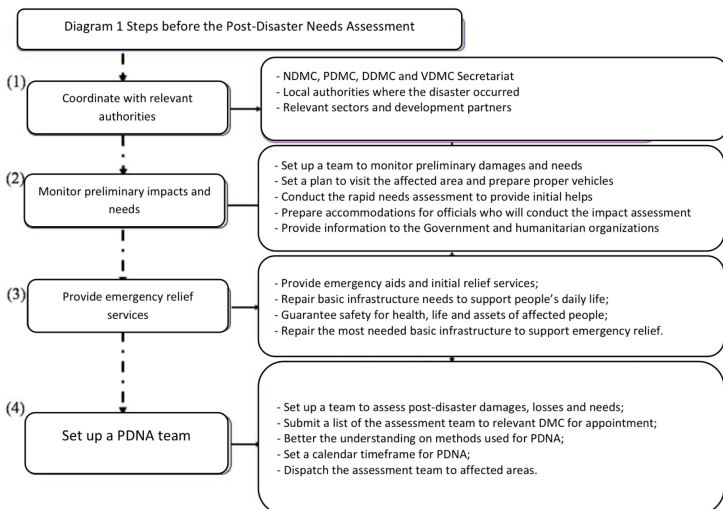 Diagram 1 Steps before the Post-Disaster Needs Assessment
(1)
Coordinate with relevant
authorities
- NDMC, PDMC, DDMC and VDMC Secretariat
- Local authorities where the disaster occurred
- Relevant sectors and development partners
(2)
Monitor preliminary impacts and
needs
- Set up a team to monitor preliminary damages and needs
- Set a plan to visit the affected area and prepare proper vehicles
- Conduct the rapid needs assessment to provide initial helps
- Prepare accommodations for officials who will conduct the impact assessment
- Provide information to the Government and humanitarian organizations
(3)
Provide emergency relief
services
- Provide emergency aids and initial relief services;
- Repair basic infrastructure needs to support people's daily life;
- Guarantee safety for health, life and assets of affected people;
- Repair the most needed basic infrastructure to support emergency relief.
(4)
Set up a PDNA team
- Set up a team to assess post-disaster damages, losses and needs;
- Submit a list of the assessment team to relevant DMC for appointment;
- Better the understanding on methods used for PDNA;
- Set a calendar timeframe for PDNA;
- Dispatch the assessment team to affected areas.